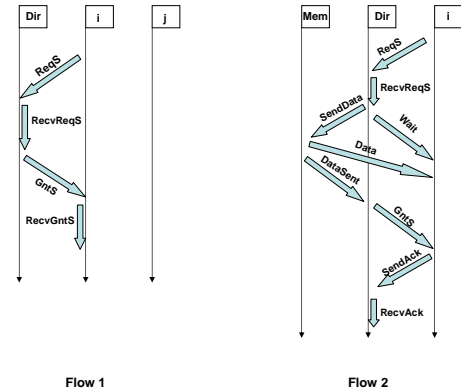 Dir
i
j
ReqS
RecvReqS
GntS
RecvGntS
Flow 1
Mem
Dir
i
ReqS
RecvReqS
SendData
Wait
Data
DataSent
GntS
SendAck
RecvAck
Flow 2